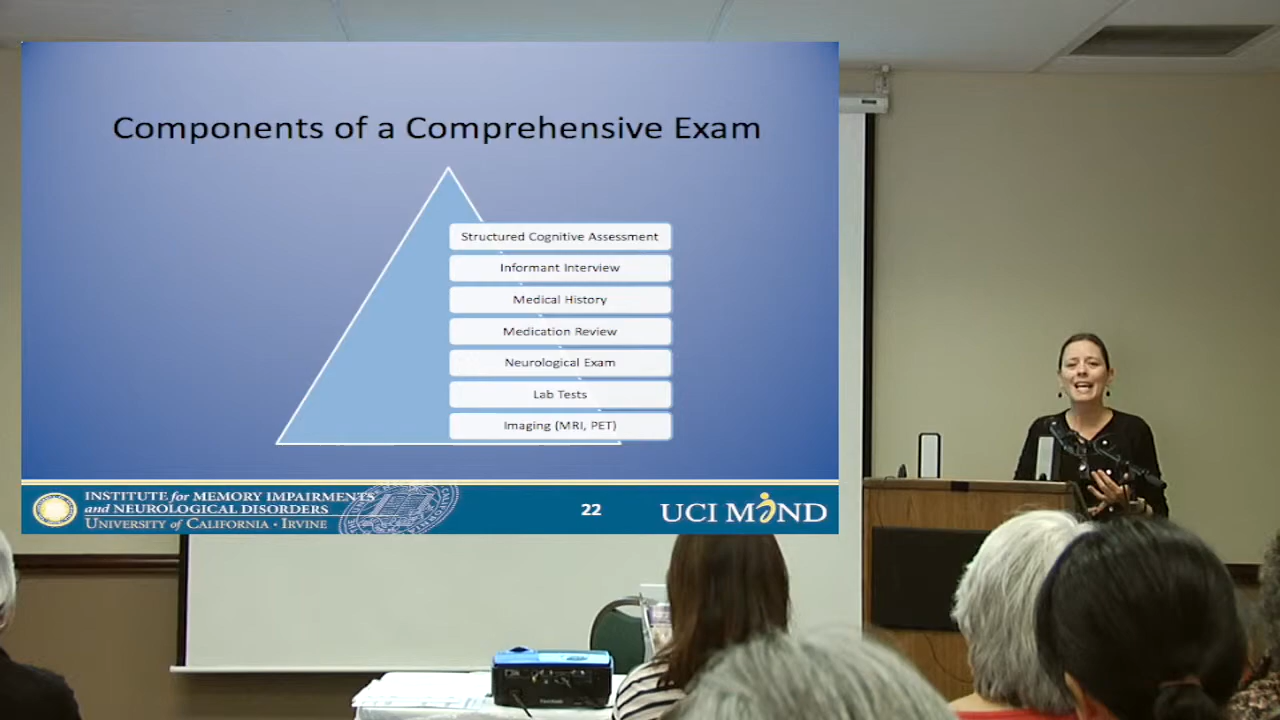 Components of a Comprehensive Exam
Structured Cognitive Assessment
Informant Interview
Medical History
Medication Review
Neurological Exam
Lab Tests
Imaging (MRI, PET)
INSTITUTE for MEMORY IMPAIRMENTS
and NEUROLOGICAL DISORDERS
UNIVERSITY of CALIFORNIA · IRVINE
22
UCI MIND